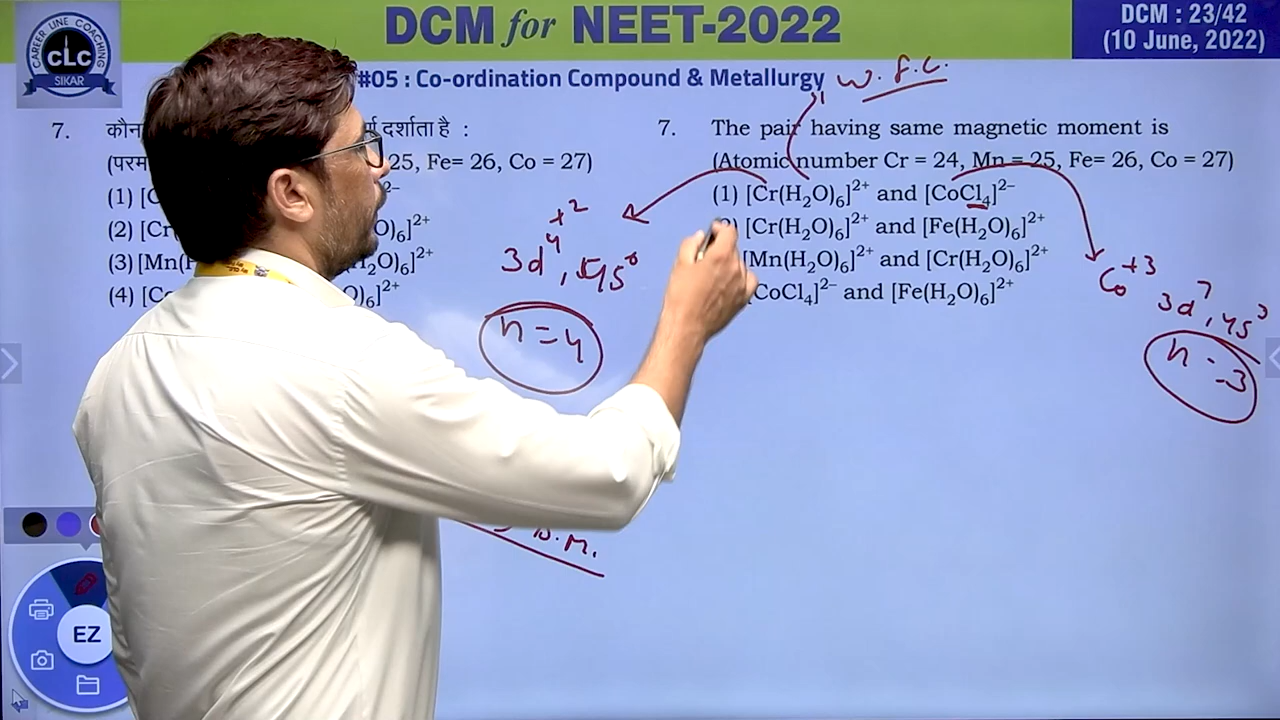 DCM for NEET-2022
DCM : 23/42
(10 June, 2022)
CAREER LINE COACHING
CLC
SIKAR
#05 : Co-ordination Compound & Metallurgy
w. f. l.
7.
दर्शाता है :
25, Fe= 26, Co = 27)
(1)
2–
(2) [Cr
O)₆]²⁺
(3) [Mn
H₂O)₆]²⁺
(4) [Co
O)₆]²⁺
7. The pair having same magnetic moment is
(Atomic number Cr = 24, Mn = 25, Fe= 26, Co = 27)
(1) [Cr(H₂O)₆]²⁺ and [CoCl₄]²⁻
[Cr(H₂O)₆]²⁺ and [Fe(H₂O)₆]²⁺
[Mn(H₂O)₆]²⁺ and [Cr(H₂O)₆]²⁺
[CoCl₄]²⁻ and [Fe(H₂O)₆]²⁺
+2
3d⁴, 4s⁰
n = 4
Co⁺³
3d⁷, 4s
n = 3
B.M.
EZ